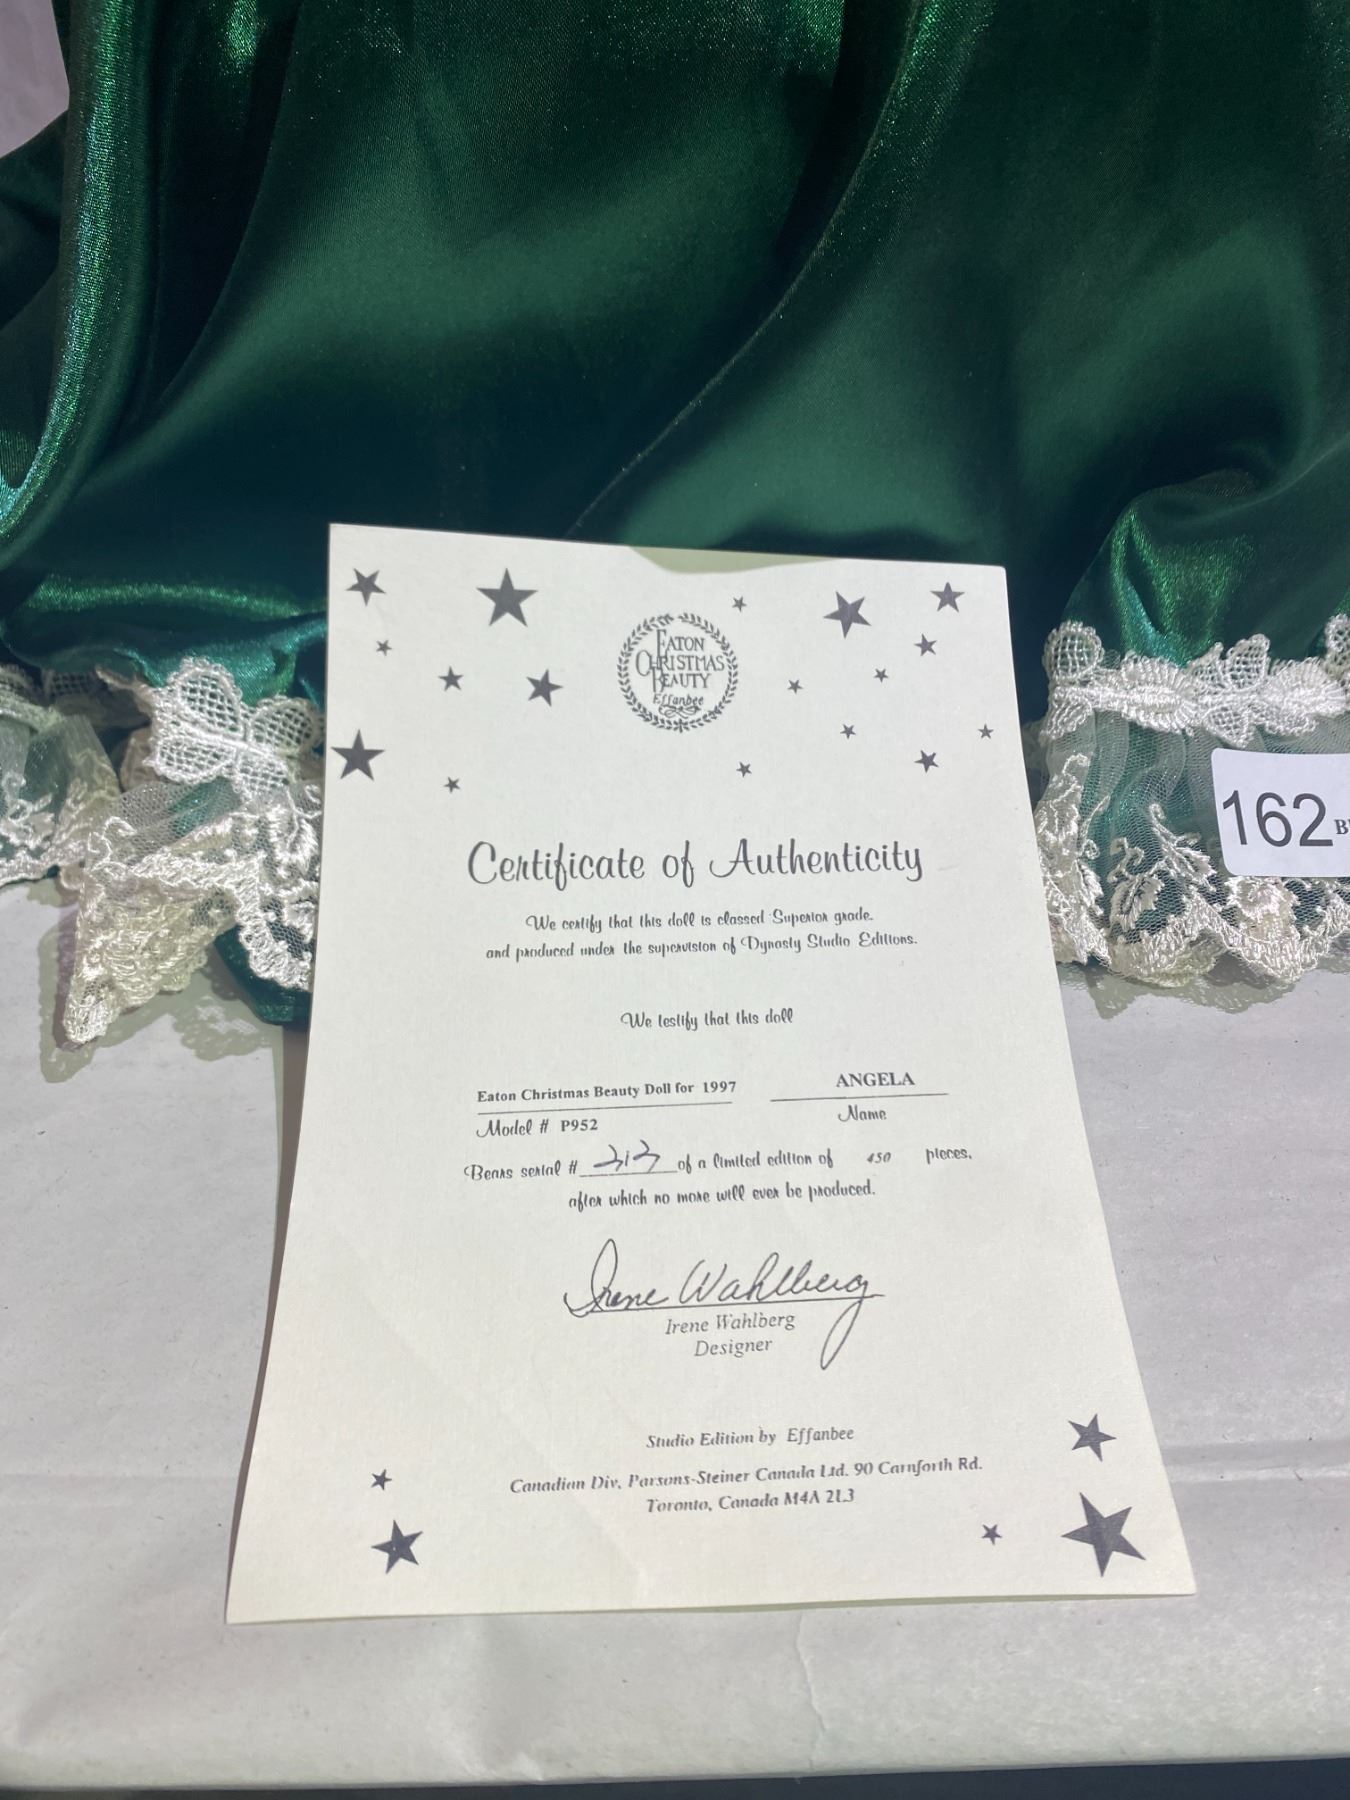 EATON
CHRISTMAS
BEAUTY
Effanbee
Certificate of Authenticity
We certify that this doll is classed Superior grade.
and produced under the supervision of Dynasty Studio Editions.
We testify that this doll
Eaton Christmas Beauty Doll for 1997 ANGELA
Model # P952 Name
Bears serial # 313 of a limited edition of 450 pieces.
after which no more will ever be produced.
Irene Wahlberg
Irene Wahlberg
Designer
Studio Edition by Effanbee
Canadian Div. Parsons-Steiner Canada Ltd. 90 Carnforth Rd.
Toronto, Canada M4A 2L3
162